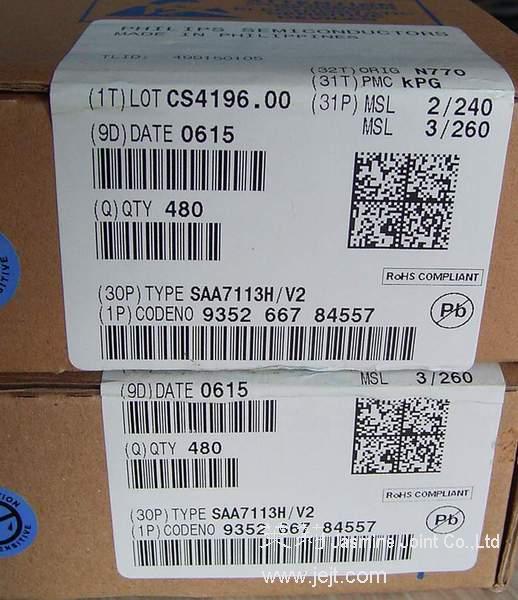 PHILIPS SEMICONDUCTORS
MADE IN PHILIPPINES
TLID: 499150105
(32T) ORIG N770
(31T) PMC KPG
(1T) LOT CS4196.00 (31P) MSL 2/240
MSL 3/260
(9D) DATE 0615
(Q) QTY 480
RoHS COMPLIANT
Pb
(30P) TYPE SAA7113H/V2
(1P) CODENO 9352 667 84557
MSL 3/260
(9D) DATE 0615
(Q) QTY 480
RoHS COMPLIANT
Pb
(30P) TYPE SAA7113H/V2
(1P) CODENO 9352 667 84557
Jasmine Joint Co.,Ltd
www.jejt.com